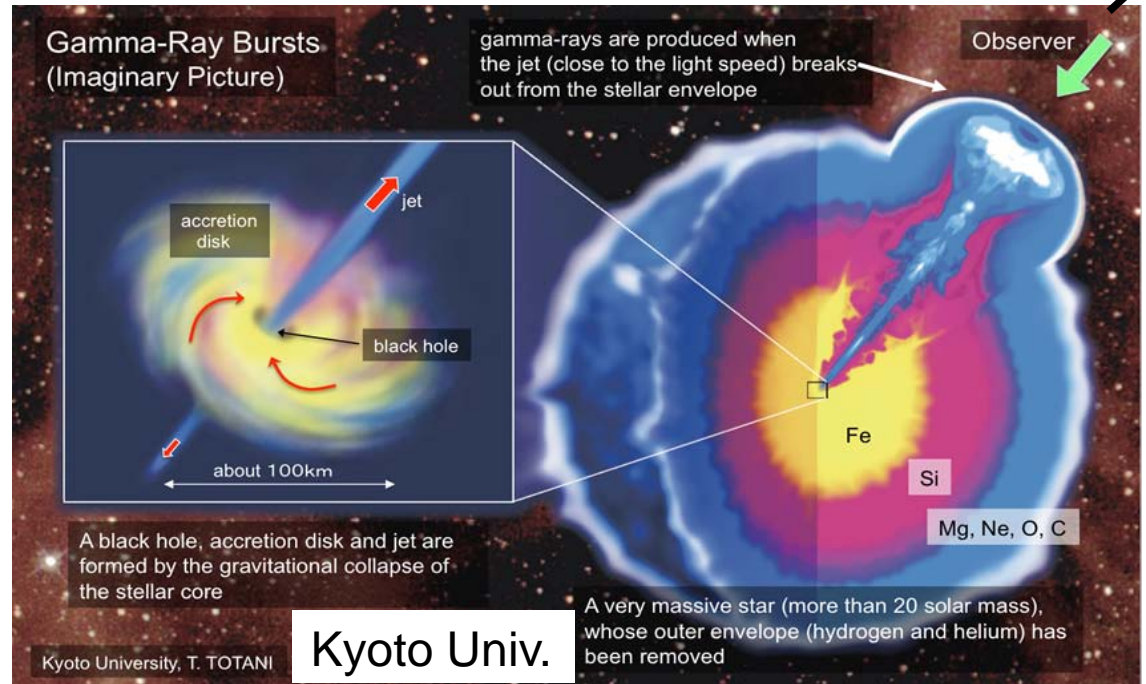 Gamma-Ray Bursts
(Imaginary Picture)
gamma-rays are produced when
the jet (close to the light speed) breaks
out from the stellar envelope
Observer
jet
accretion
disk
black hole
about 100km
Fe
Si
Mg, Ne, O, C
A black hole, accretion disk and jet are
formed by the gravitational collapse of
the stellar core
A very massive star (more than 20 solar mass),
whose outer envelope (hydrogen and helium) has
been removed
Kyoto University, T. TOTANI
Kyoto Univ.